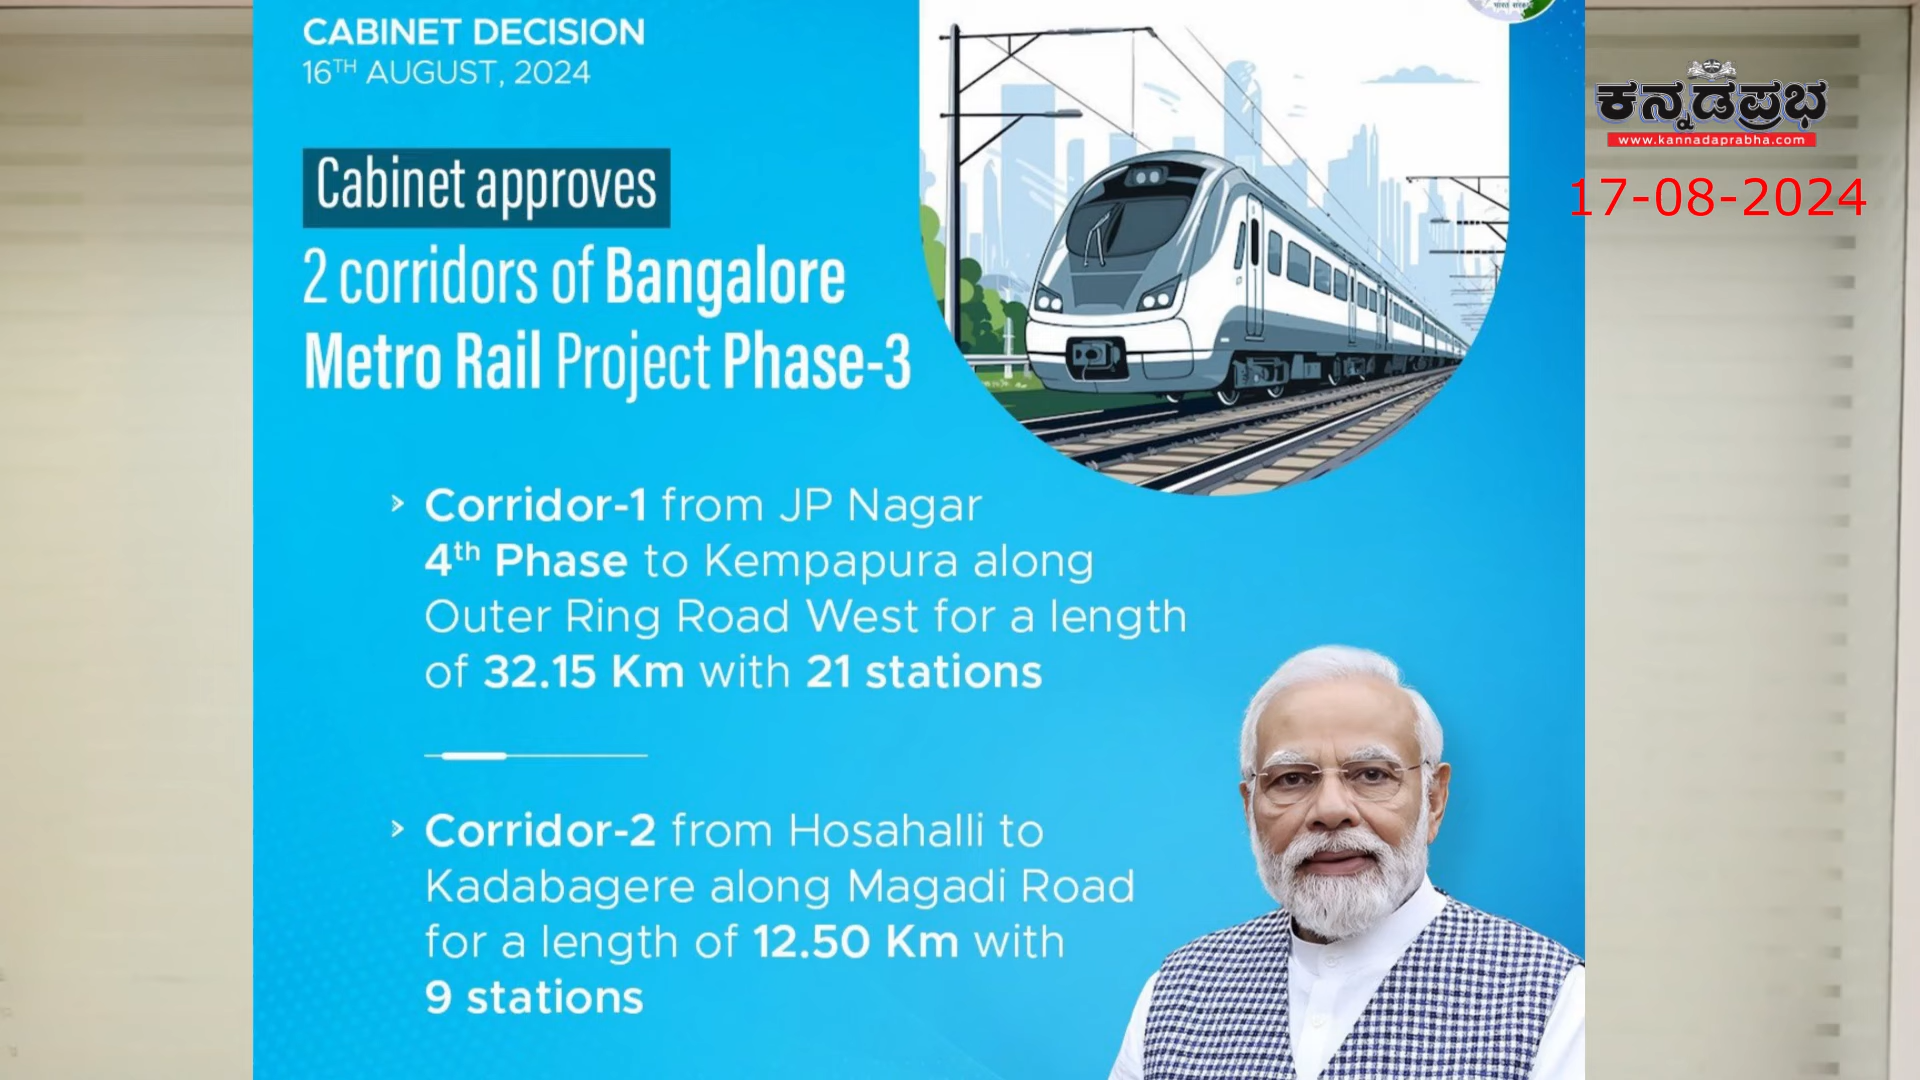 CABINET DECISION
16TH AUGUST, 2024
Cabinet approves
2 corridors of Bangalore
Metro Rail Project Phase-3
> Corridor-1 from JP Nagar
4th Phase to Kempapura along
Outer Ring Road West for a length
of 32.15 Km with 21 stations
> Corridor-2 from Hosahalli to
Kadabagere along Magadi Road
for a length of 12.50 Km with
9 stations
भारत सरकार
ಕನ್ನಡಪ್ರಭ
www.kannadaprabha.com
17-08-2024